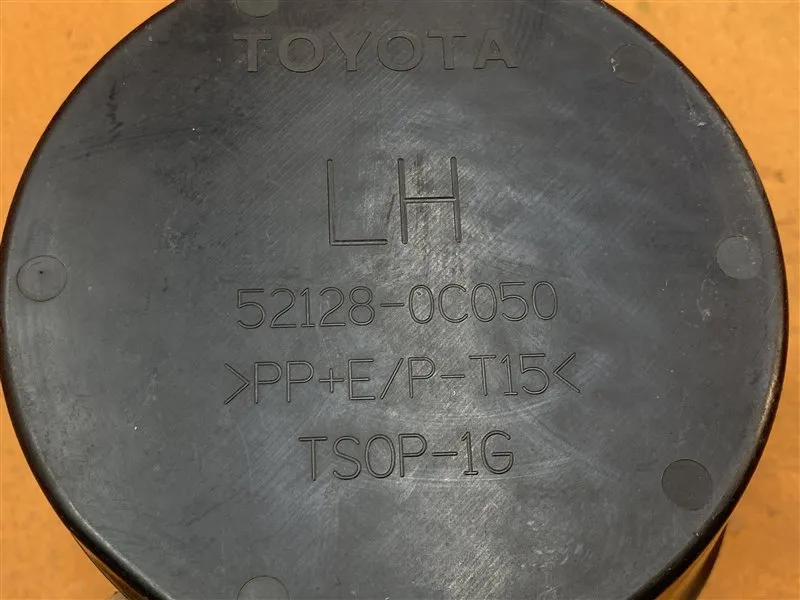 TOYOTA
LH
52128-0C050
>PP+E/P-T15<
TSOP-1G